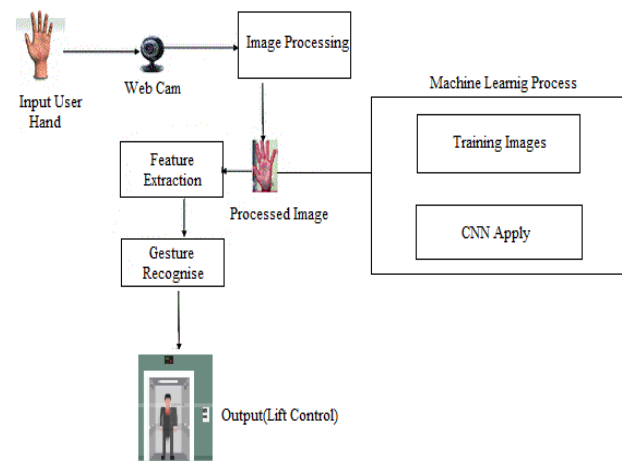 Input User
Hand
Web Cam
Image Processing
Machine Learnig Process
Training Images
CNN Apply
Feature
Extraction
Processed Image
Gesture
Recognise
Output(Lift Control)